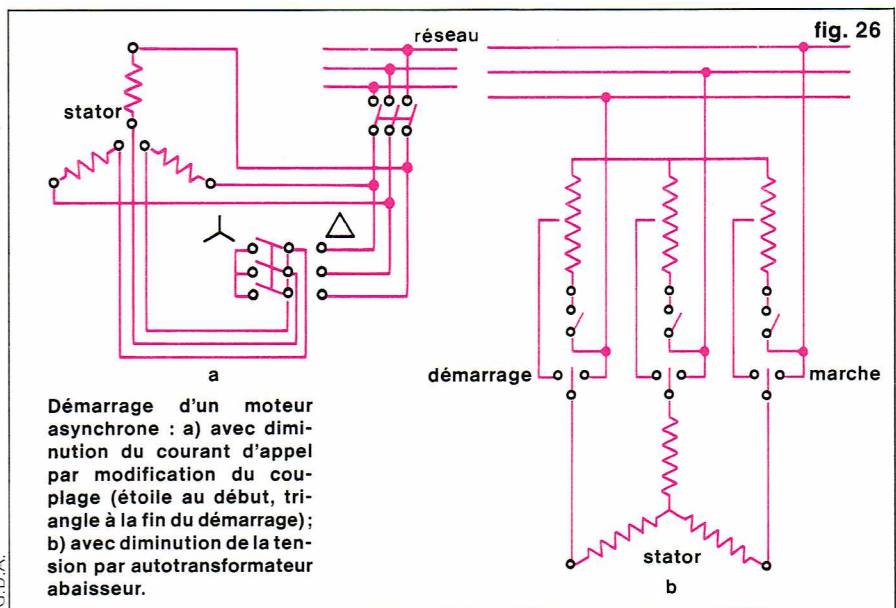 réseau
fig. 26
stator
démarrage
marche
a
stator
b
Démarrage d'un moteur
asynchrone : a) avec dimi-
nution du courant d'appel
par modification du cou-
plage (étoile au début, tri-
angle à la fin du démarrage) ;
b) avec diminution de la ten-
sion par autotransformateur
abaisseur.